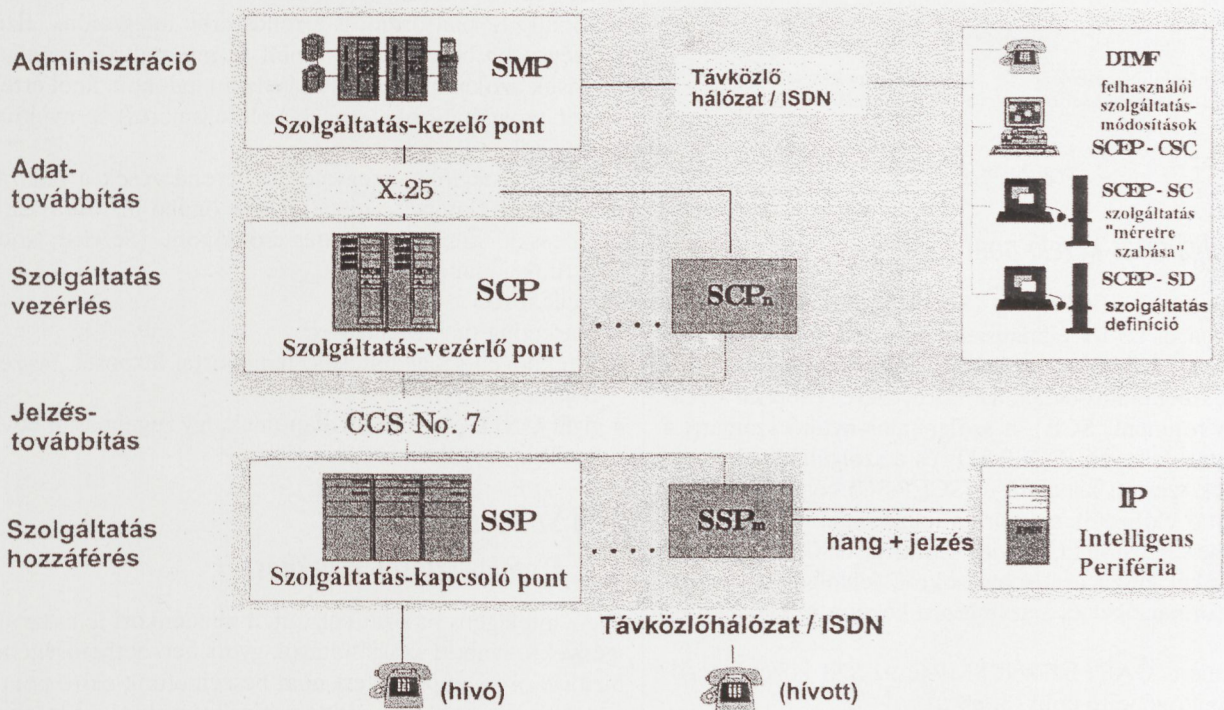 Adminisztráció
SMP
Szolgáltatás-kezelő pont
Távközlő
hálózat / ISDN
DTMF
felhasználói
szolgáltatás-
módosítások
SCEP - CSC
SCEP - SC
szolgáltatás
"méretre
szabása"
SCEP - SD
szolgáltatás
definíció
Adat-
továbbítás
X.25
Szolgáltatás
vezérlés
SCP
Szolgáltatás-vezérlő pont
. . . .
SCPn
Jelzés-
továbbítás
CCS No. 7
Szolgáltatás
hozzáférés
SSP
Szolgáltatás-kapcsoló pont
. . . .
SSPm
hang + jelzés
IP
Intelligens
Periféria
Távközlőhálózat / ISDN
(hívó)
(hívott)